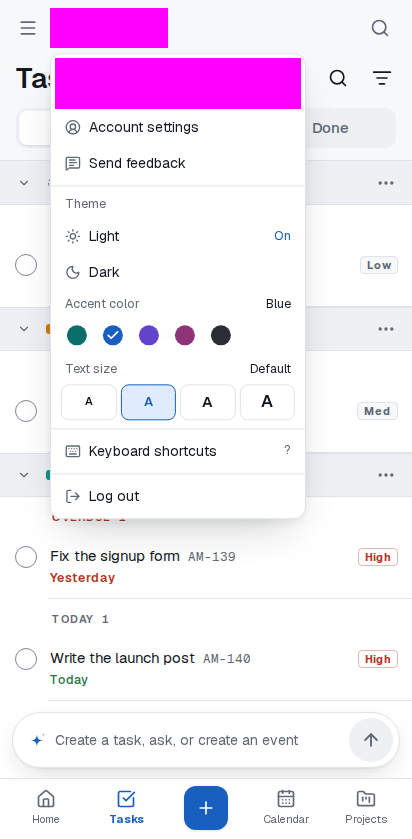 Tas
Account settings
Done
Send feedback
Theme
Light On
Low
Dark
Accent color Blue
Text size Default
A A A A
Med
Keyboard shortcuts ?
Log out
Fix the signup form AM-139 High
Yesterday
TODAY 1
Write the launch post AM-140 High
Today
Create a task, ask, or create an event
Home Tasks Calendar Projects